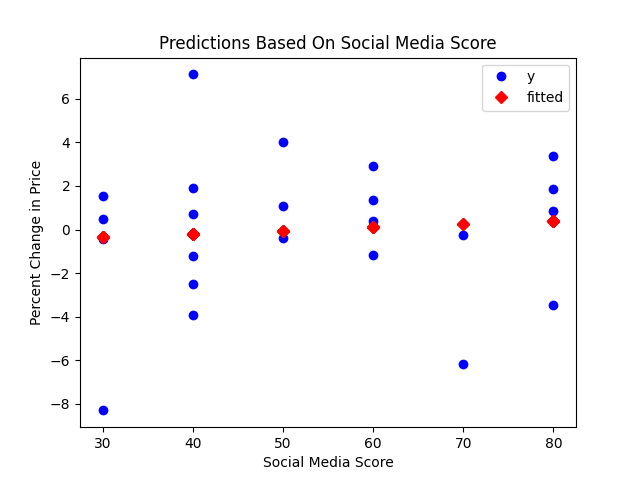 Predictions Based On Social Media Score
y
fitted
Percent Change in Price
6
4
2
0
−2
−4
−6
−8
30 40 50 60 70 80
Social Media Score